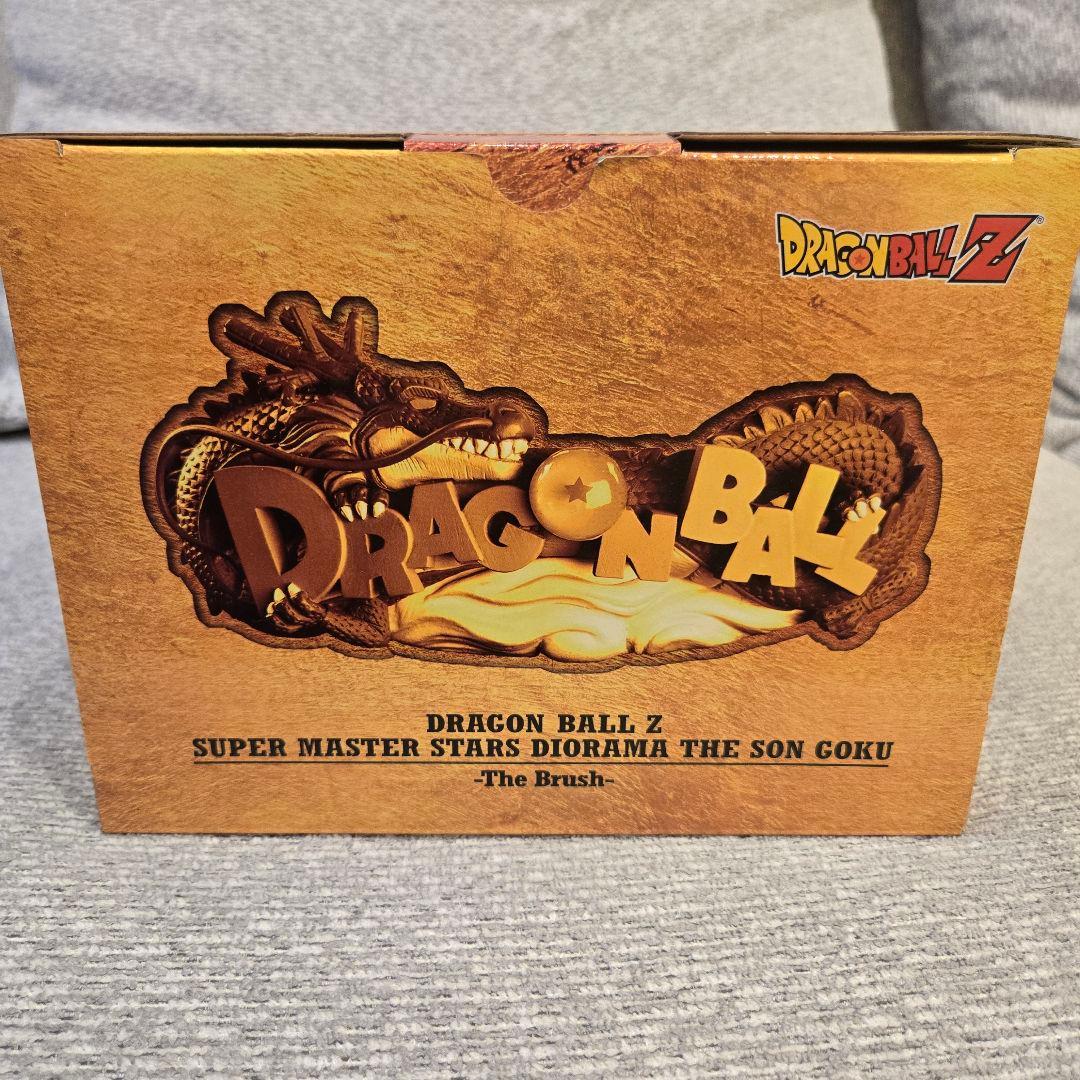 DRAGON BALL Z®
DRAGON BALL
DRAGON BALL Z
SUPER MASTER STARS DIORAMA THE SON GOKU
-The Brush-